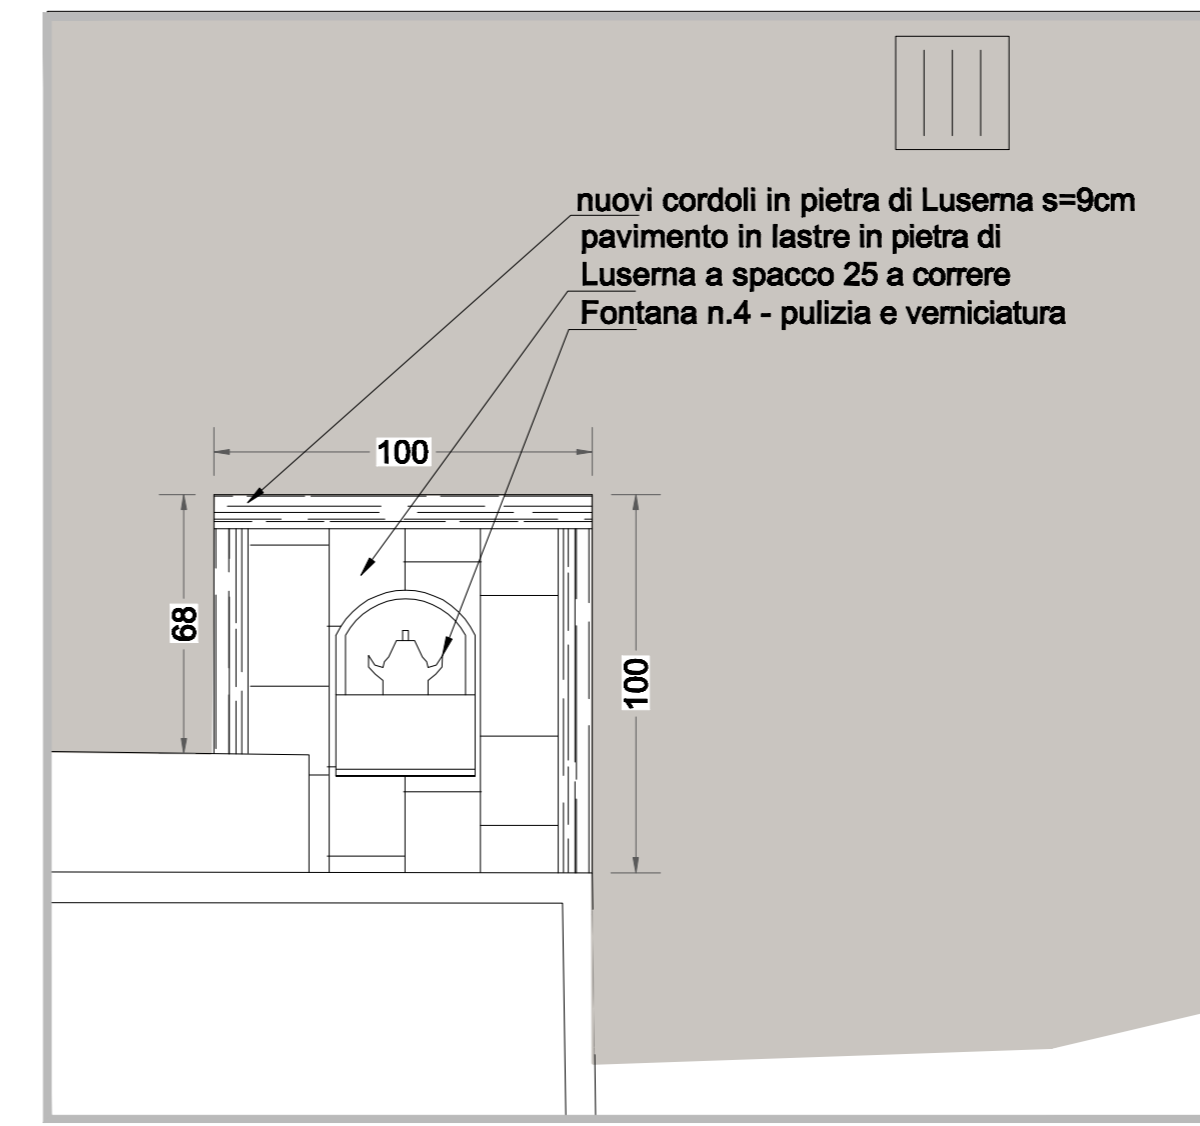 nuovi cordoli in pietra di Luserna s=9cm
pavimento in lastre in pietra di
Luserna a spacco 25 a correre
Fontana n.4 - pulizia e verniciatura
100
68
100